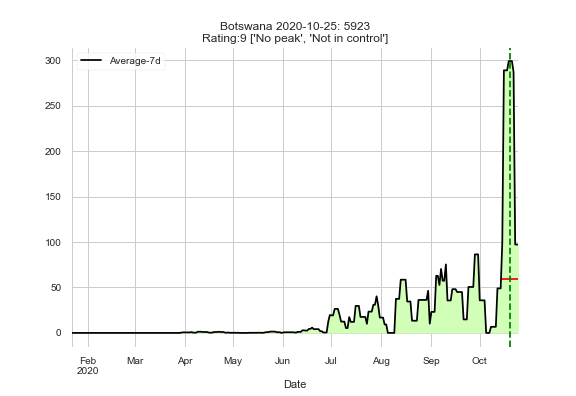 Botswana 2020-10-25: 5923
Rating:9 ['No peak', 'Not in control']
Average-7d
300
250
200
150
100
50
0
Feb Mar Apr May Jun Jul Aug Sep Oct
2020
Date